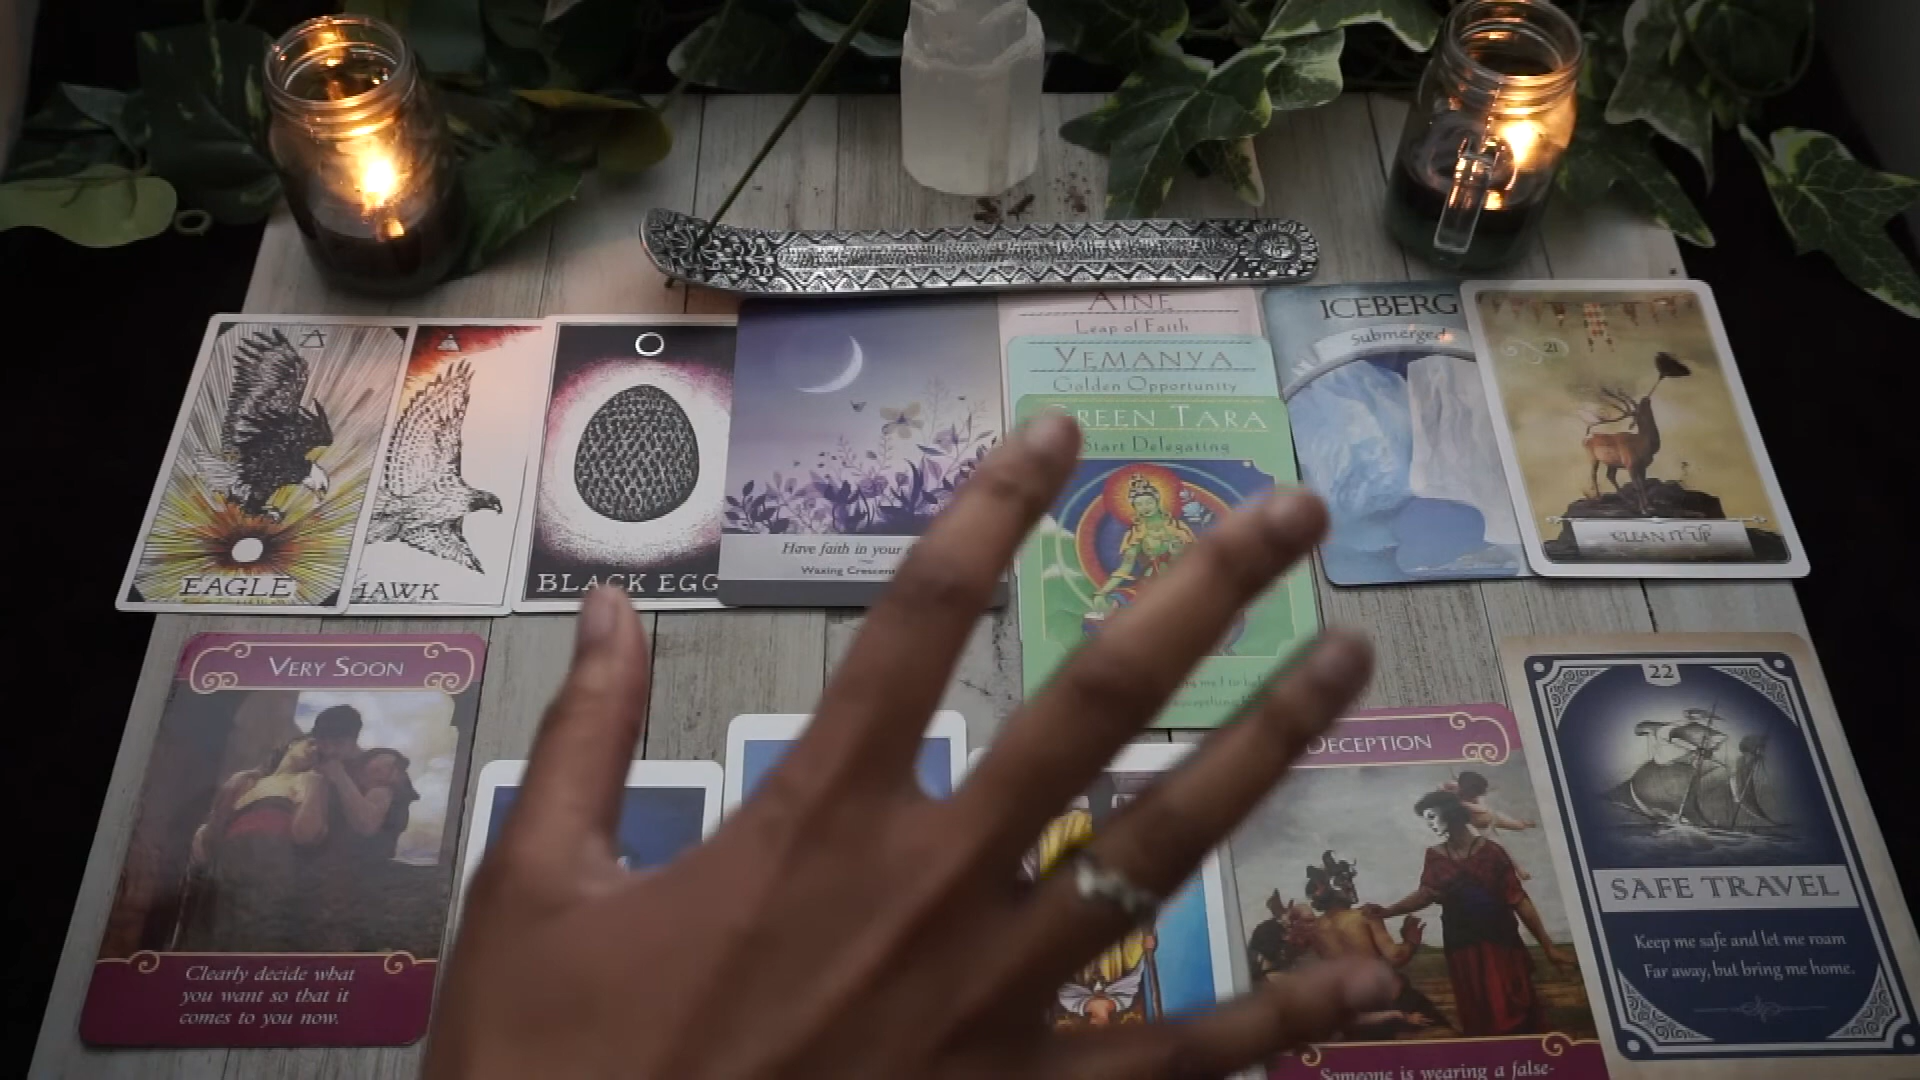 EAGLE
HAWK
BLACK EGG
Have faith in your
Waxing Crescent
AINE
Leap of Faith
YEMANYA
Golden Opportunity
GREEN TARA
Start Delegating
ICEBERG
Submerged
21
CLEAN IT UP
VERY SOON
Clearly decide what
you want so that it
comes to you now.
DECEPTION
Someone is wearing a false-
22
SAFE TRAVEL
Keep me safe and let me roam
Far away, but bring me home.